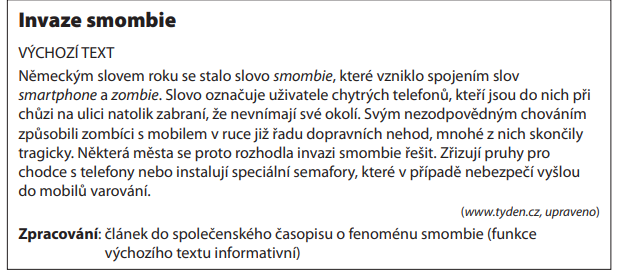 Invaze smombie
VÝCHOZÍ TEXT
Německým slovem roku se stalo slovo smombie, které vzniklo spojením slov
smartphone a zombie. Slovo označuje uživatele chytrých telefonů, kteří jsou do nich při
chůzi na ulici natolik zabraní, že nevnímají své okolí. Svým nezodpovědným chováním
způsobili zombíci s mobilem v ruce již řadu dopravních nehod, mnohé z nich skončily
tragicky. Některá města se proto rozhodla invazi smombie řešit. Zřizují pruhy pro
chodce s telefony nebo instalují speciální semafory, které v případě nebezpečí vyšlou
do mobilů varování.
(www.tyden.cz, upraveno)
Zpracování: článek do společenského časopisu o fenoménu smombie (funkce
výchozího textu informativní)